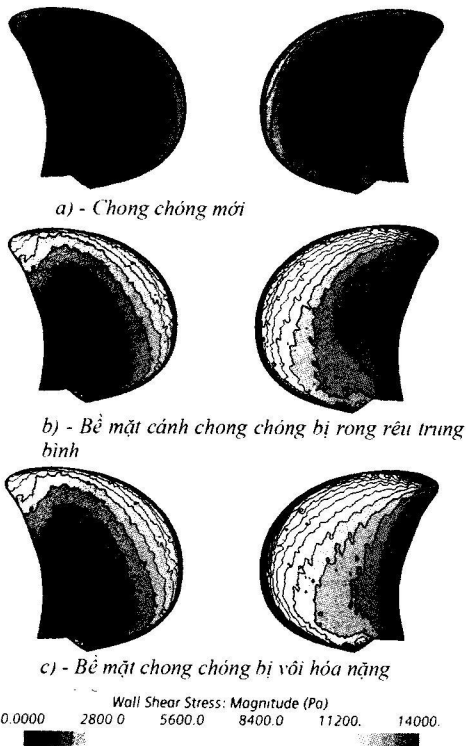 a) - Chong chóng mới
b) - Bề mặt cánh chong chóng bị rong rêu trung
bình
c) - Bề mặt chong chóng bị vôi hóa nặng
Wall Shear Stress: Magnitude (Pa)
0.0000 2800.0 5600.0 8400.0 11200. 14000.